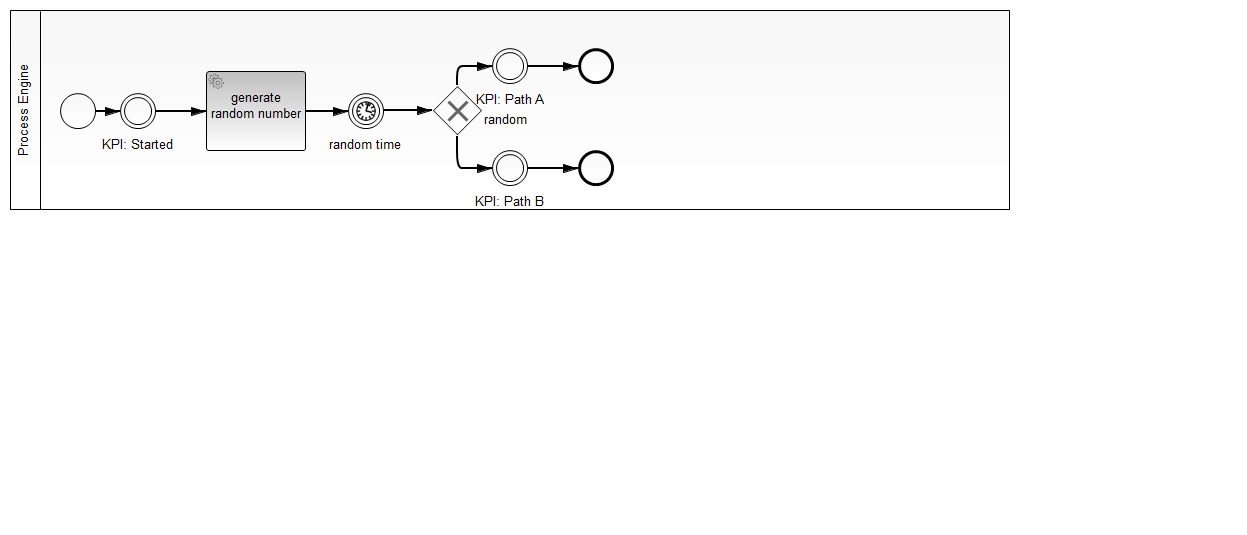 Process Engine
KPI: Started
generate
random number
random time
KPI: Path A
random
KPI: Path B